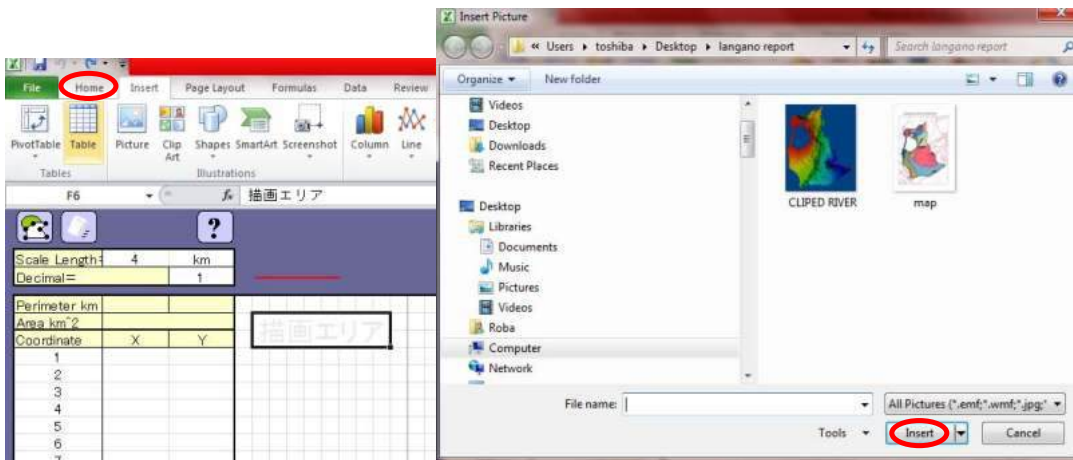 File Home Insert Page Layout Formulas Data Review
PivotTable Table Picture Clip Art Shapes SmartArt Screenshot Column Line
Tables Illustrations
F6 fx 描画エリア
?
Scale Length= 4 km
Decimal= 1
Perimeter km
Area km^2
Coordinate X Y
描画エリア
1
2
3
4
5
6
Insert Picture
« Users ▸ toshiba ▸ Desktop ▸ langano report
Search langano report
Organize ▾ New folder
Videos
Desktop
Downloads
Recent Places
Desktop
Libraries
Documents
Music
Pictures
Videos
Roba
Computer
Network
CLIPED RIVER map
File name: All Pictures (*.emf;*.wmf;*.jpg;*
Tools Insert Cancel